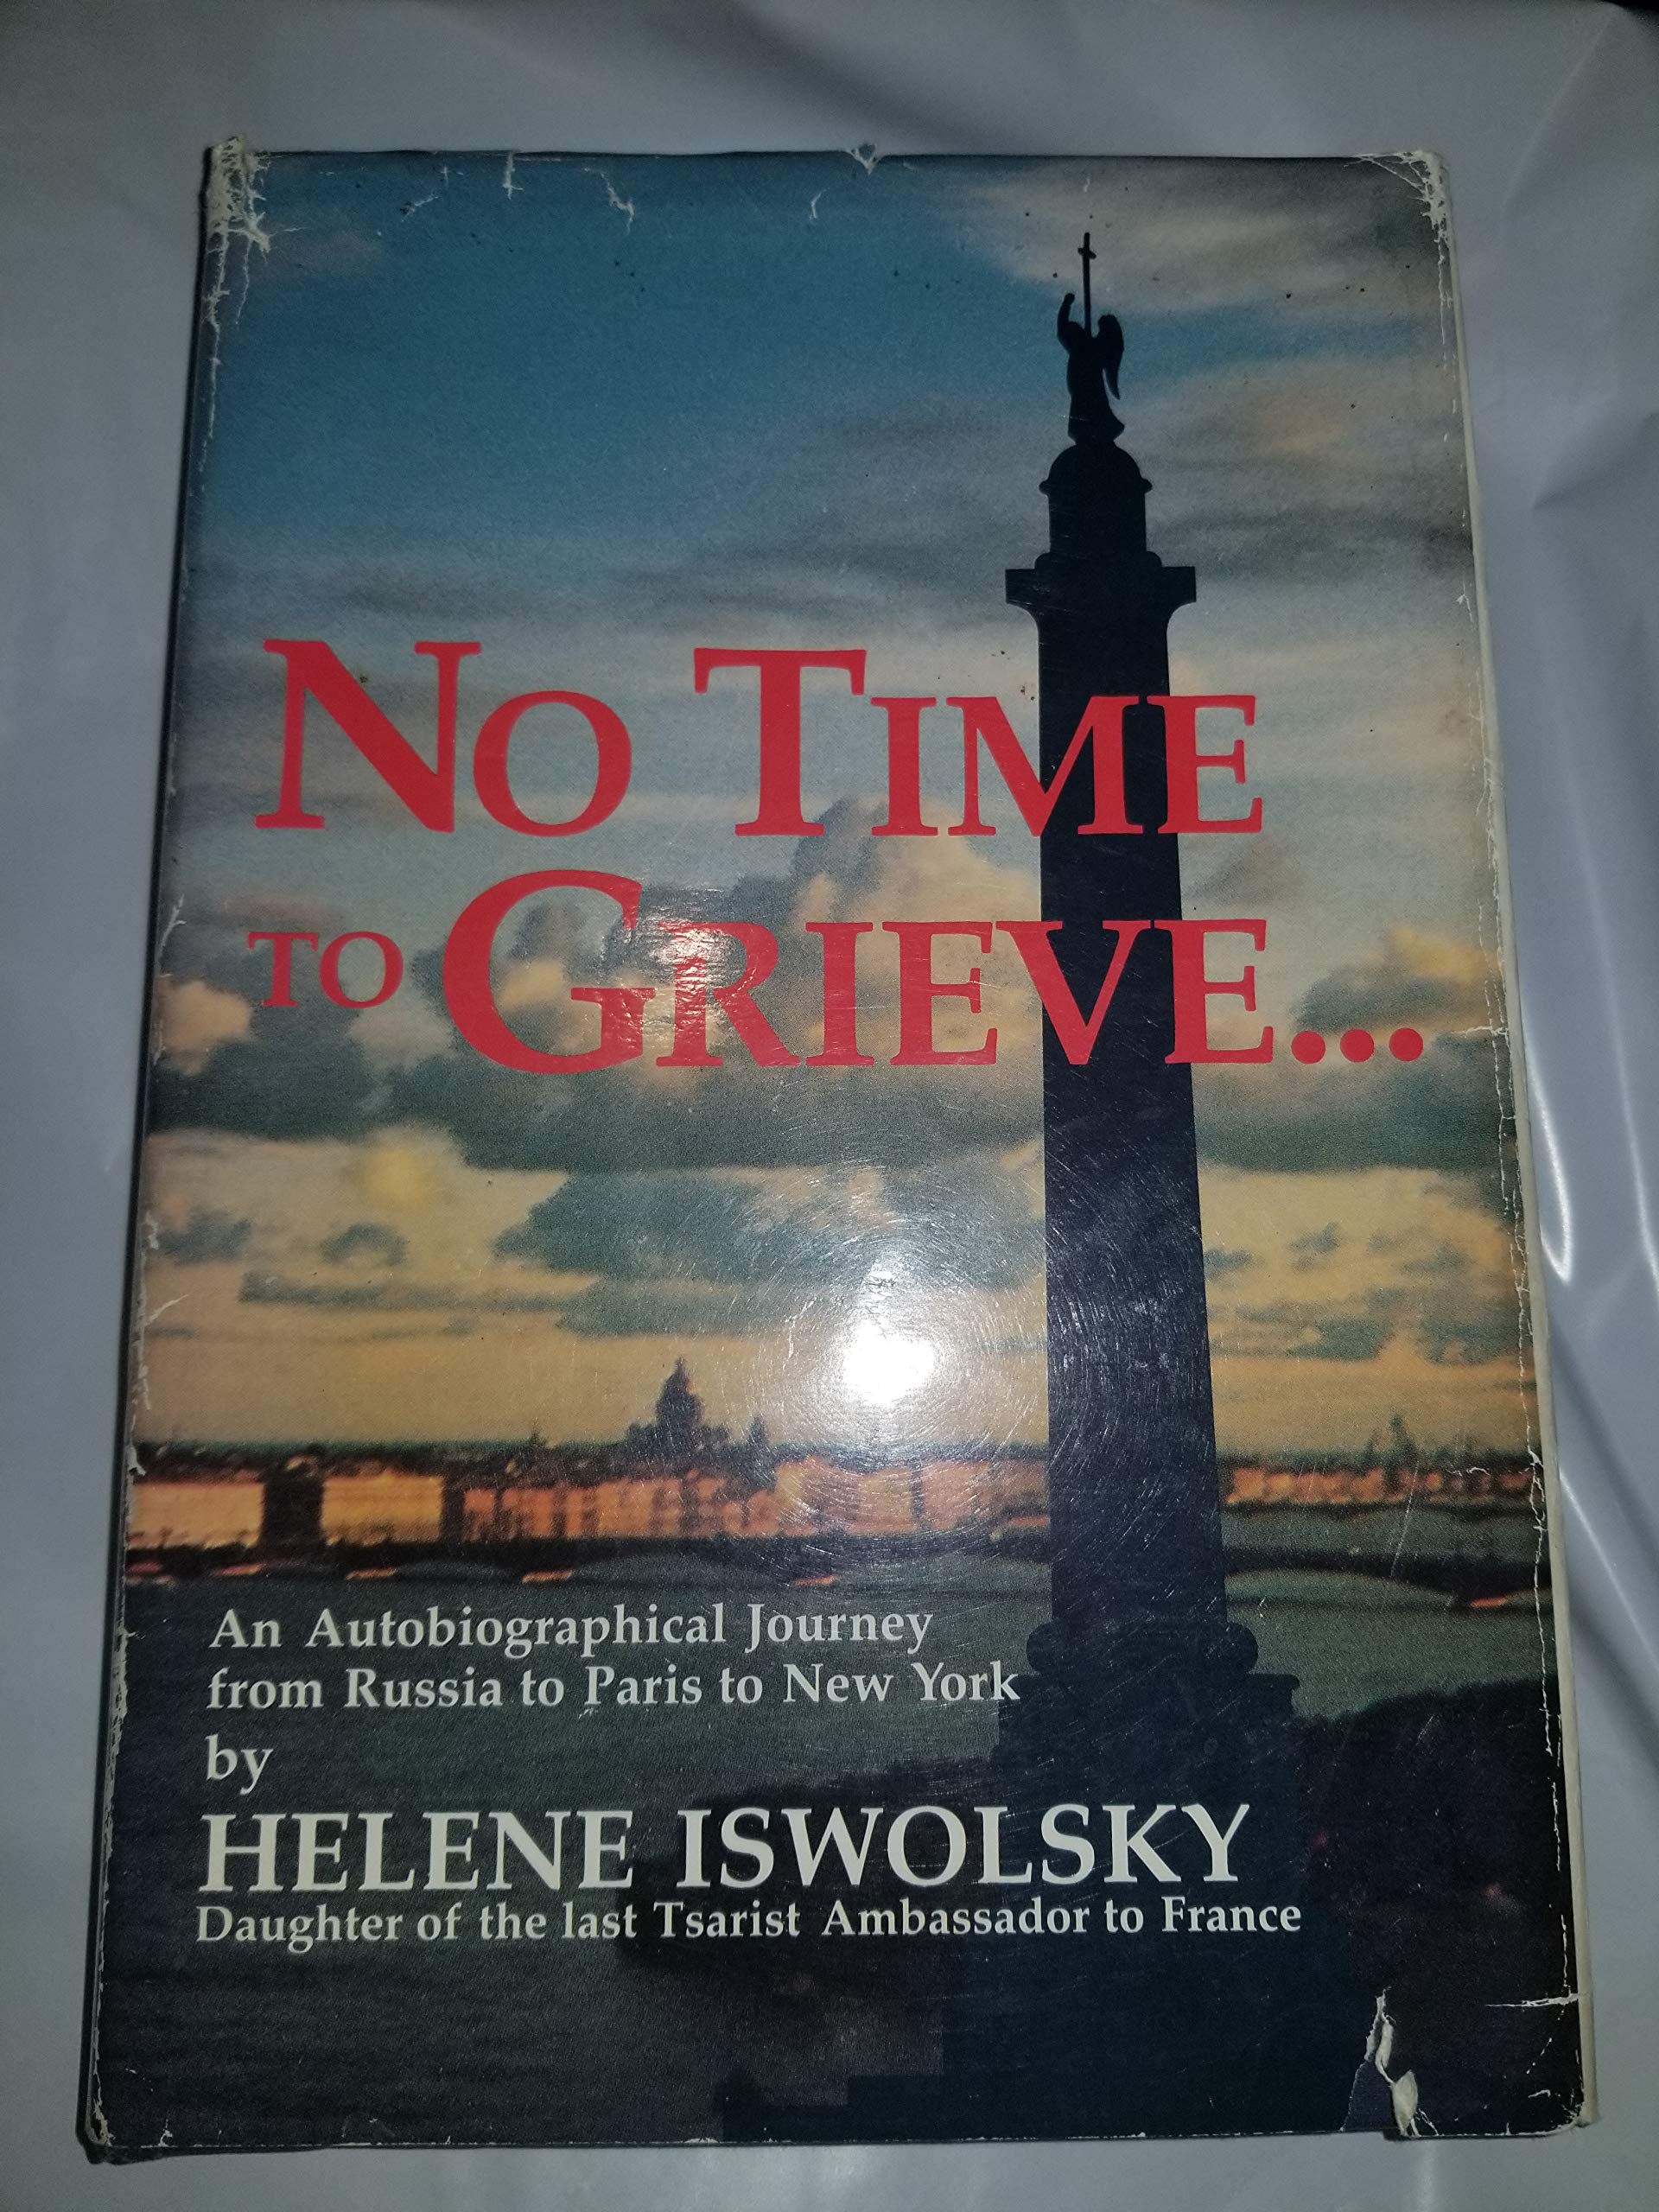 NO TIME
TO GRIEVE...
An Autobiographical Journey
from Russia to Paris to New York
by
HELENE ISWOLSKY
Daughter of the last Tsarist Ambassador to France